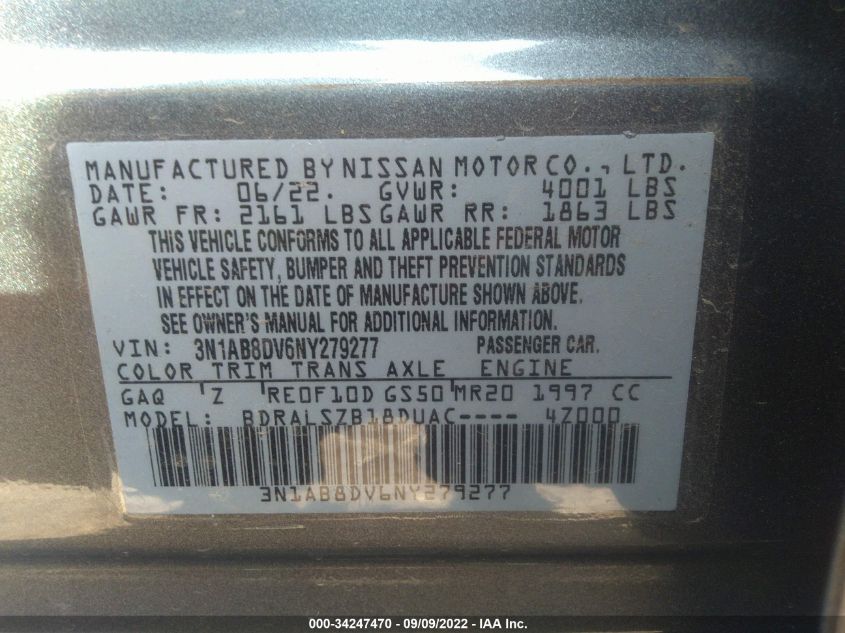 MANUFACTURED BY NISSAN MOTOR CO., LTD.
DATE: 06/22. GVWR: 4001 LBS
GAWR FR: 2161 LBS GAWR RR: 1863 LBS
THIS VEHICLE CONFORMS TO ALL APPLICABLE FEDERAL MOTOR
VEHICLE SAFETY, BUMPER AND THEFT PREVENTION STANDARDS
IN EFFECT ON THE DATE OF MANUFACTURE SHOWN ABOVE.
SEE OWNER'S MANUAL FOR ADDITIONAL INFORMATION.
VIN: 3N1AB8DV6NY279277 PASSENGER CAR.
COLOR TRIM TRANS AXLE ENGINE
GAQ Z RE0F10D GS50 MR20 1997 CC
MODEL: BDRALSZB18DUAC---- 4Z000
3N1AB8DV6NY279277
000-34247470 - 09/09/2022 - IAA Inc.